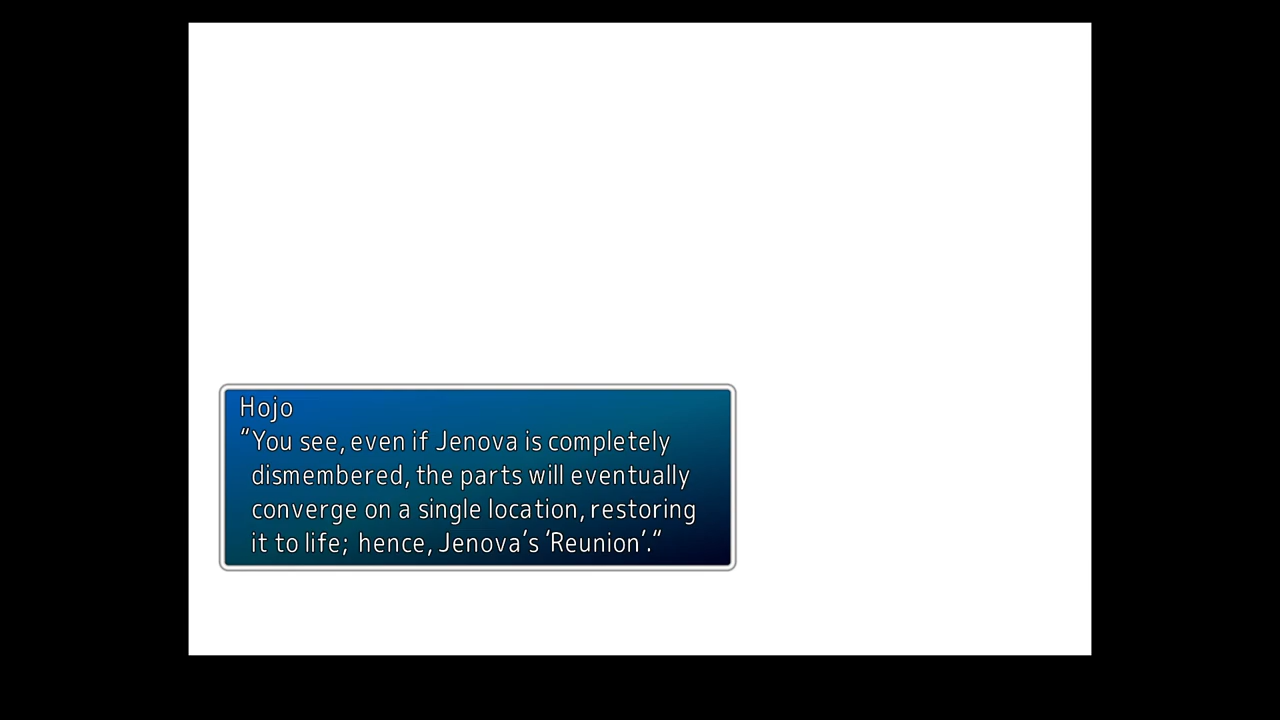 Hojo
“You see, even if Jenova is completely
dismembered, the parts will eventually
converge on a single location, restoring
it to life; hence, Jenova’s ‘Reunion’.“